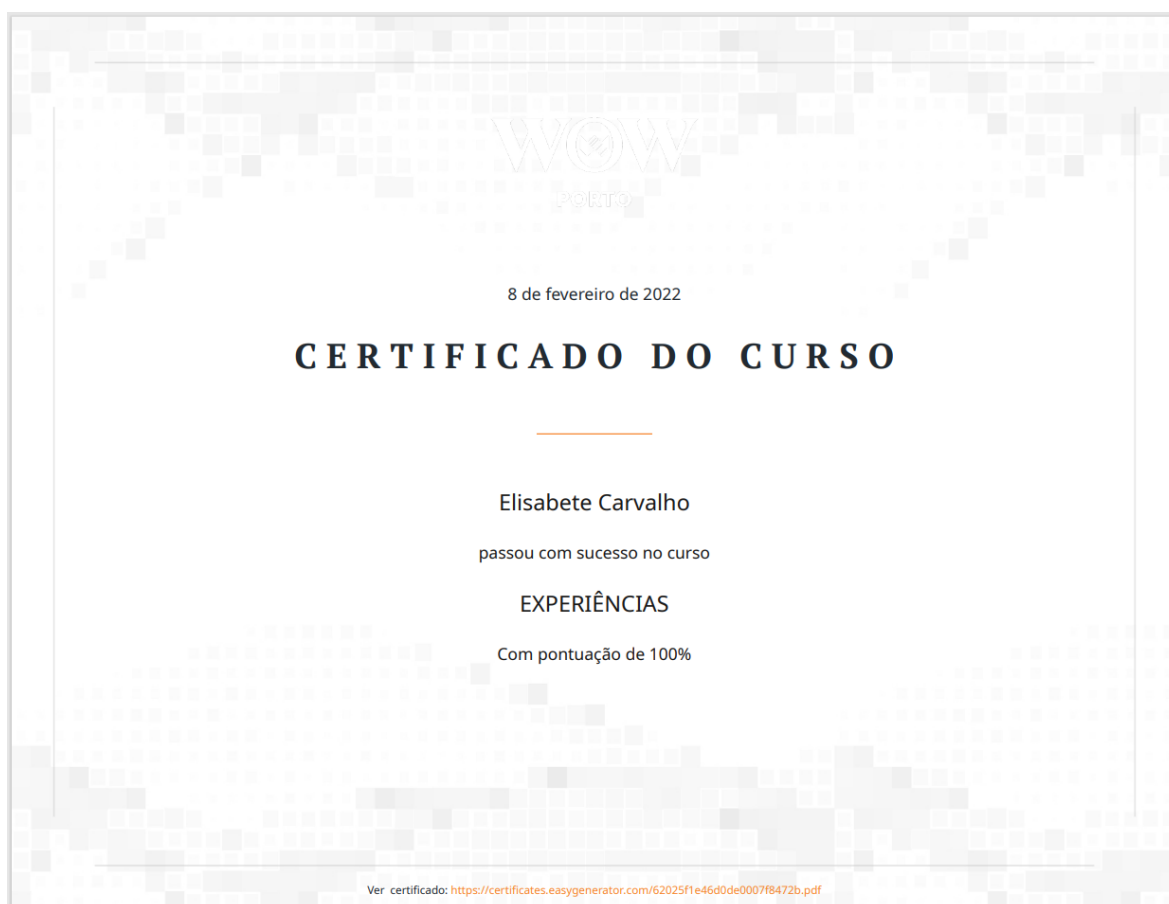 WOW
PORTO
8 de fevereiro de 2022
CERTIFICADO DO CURSO
Elisabete Carvalho
passou com sucesso no curso
EXPERIÊNCIAS
Com pontuação de 100%
Ver certificado: https://certificates.easygenerator.com/62025f1e46d0de0007f8472b.pdf